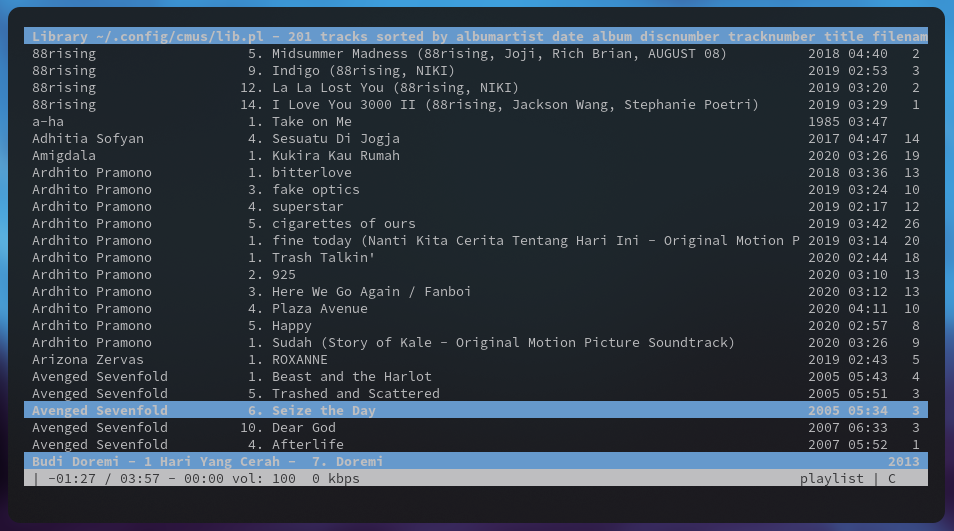 Library ~/.config/cmus/lib.pl - 201 tracks sorted by albumartist date album discnumber tracknumber title filenam
88rising 5. Midsummer Madness (88rising, Joji, Rich Brian, AUGUST 08) 2018 04:40 2
88rising 9. Indigo (88rising, NIKI) 2019 02:53 3
88rising 12. La La Lost You (88rising, NIKI) 2019 03:20 2
88rising 14. I Love You 3000 II (88rising, Jackson Wang, Stephanie Poetri) 2019 03:29 1
a-ha 1. Take on Me 1985 03:47
Adhitia Sofyan 4. Sesuatu Di Jogja 2017 04:47 14
Amigdala 1. Kukira Kau Rumah 2020 03:26 19
Ardhito Pramono 1. bitterlove 2018 03:36 13
Ardhito Pramono 3. fake optics 2019 03:24 10
Ardhito Pramono 4. superstar 2019 02:17 12
Ardhito Pramono 5. cigarettes of ours 2019 03:42 26
Ardhito Pramono 1. fine today (Nanti Kita Cerita Tentang Hari Ini - Original Motion P 2019 03:14 20
Ardhito Pramono 1. Trash Talkin' 2020 02:44 18
Ardhito Pramono 2. 925 2020 03:10 13
Ardhito Pramono 3. Here We Go Again / Fanboi 2020 03:12 13
Ardhito Pramono 4. Plaza Avenue 2020 04:11 10
Ardhito Pramono 5. Happy 2020 02:57 8
Ardhito Pramono 1. Sudah (Story of Kale - Original Motion Picture Soundtrack) 2020 03:26 9
Arizona Zervas 1. ROXANNE 2019 02:43 5
Avenged Sevenfold 1. Beast and the Harlot 2005 05:43 4
Avenged Sevenfold 5. Trashed and Scattered 2005 05:51 3
Avenged Sevenfold 6. Seize the Day 2005 05:34 3
Avenged Sevenfold 10. Dear God 2007 06:33 3
Avenged Sevenfold 4. Afterlife 2007 05:52 1
Budi Doremi - 1 Hari Yang Cerah - 7. Doremi 2013
| -01:27 / 03:57 - 00:00 vol: 100 0 kbps playlist | C